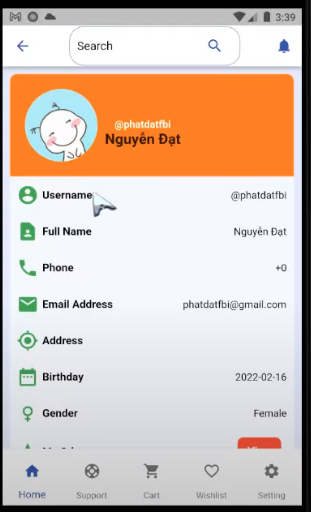 3:39
Search
@phatdatfbi
Nguyễn Đạt
Username @phatdatfbi
Full Name Nguyễn Đạt
Phone +0
Email Address phatdatfbi@gmail.com
Address
Birthday 2022-02-16
Gender Female
Home Support Cart Wishlist Setting